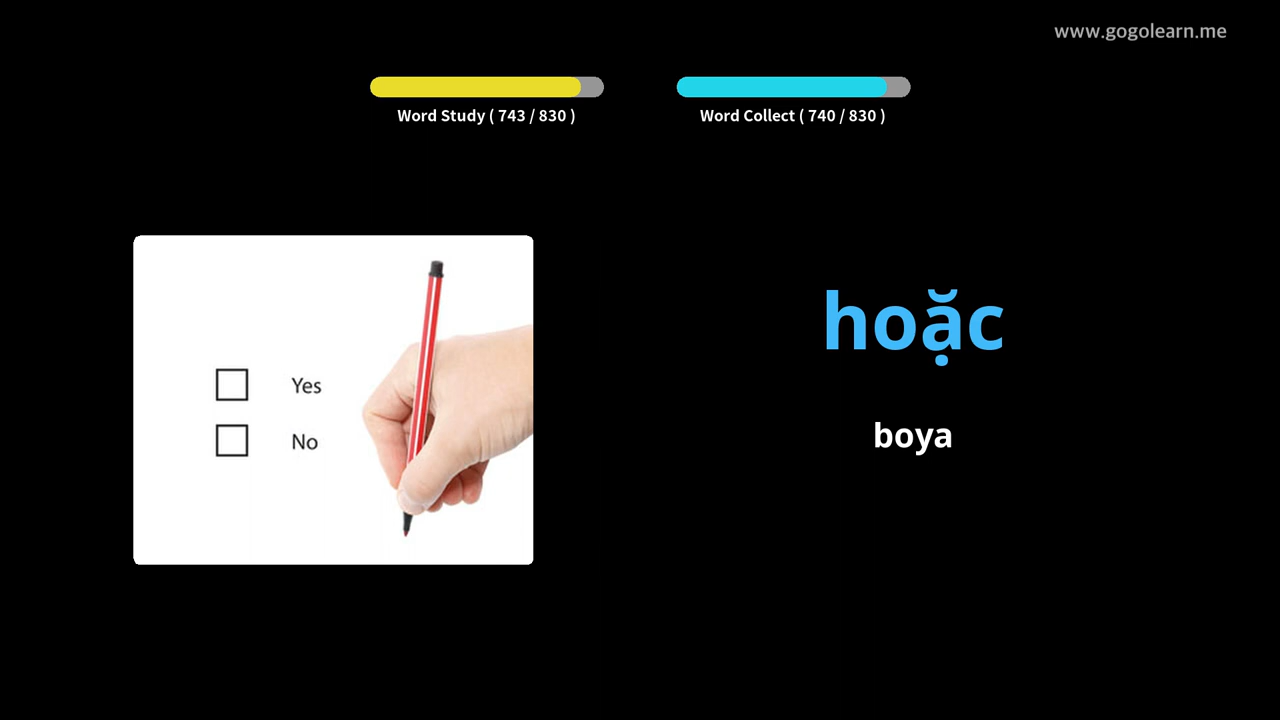 www.gogolearn.me
Word Study ( 743 / 830 )
Word Collect ( 740 / 830 )
Yes
No
hoặc
boya